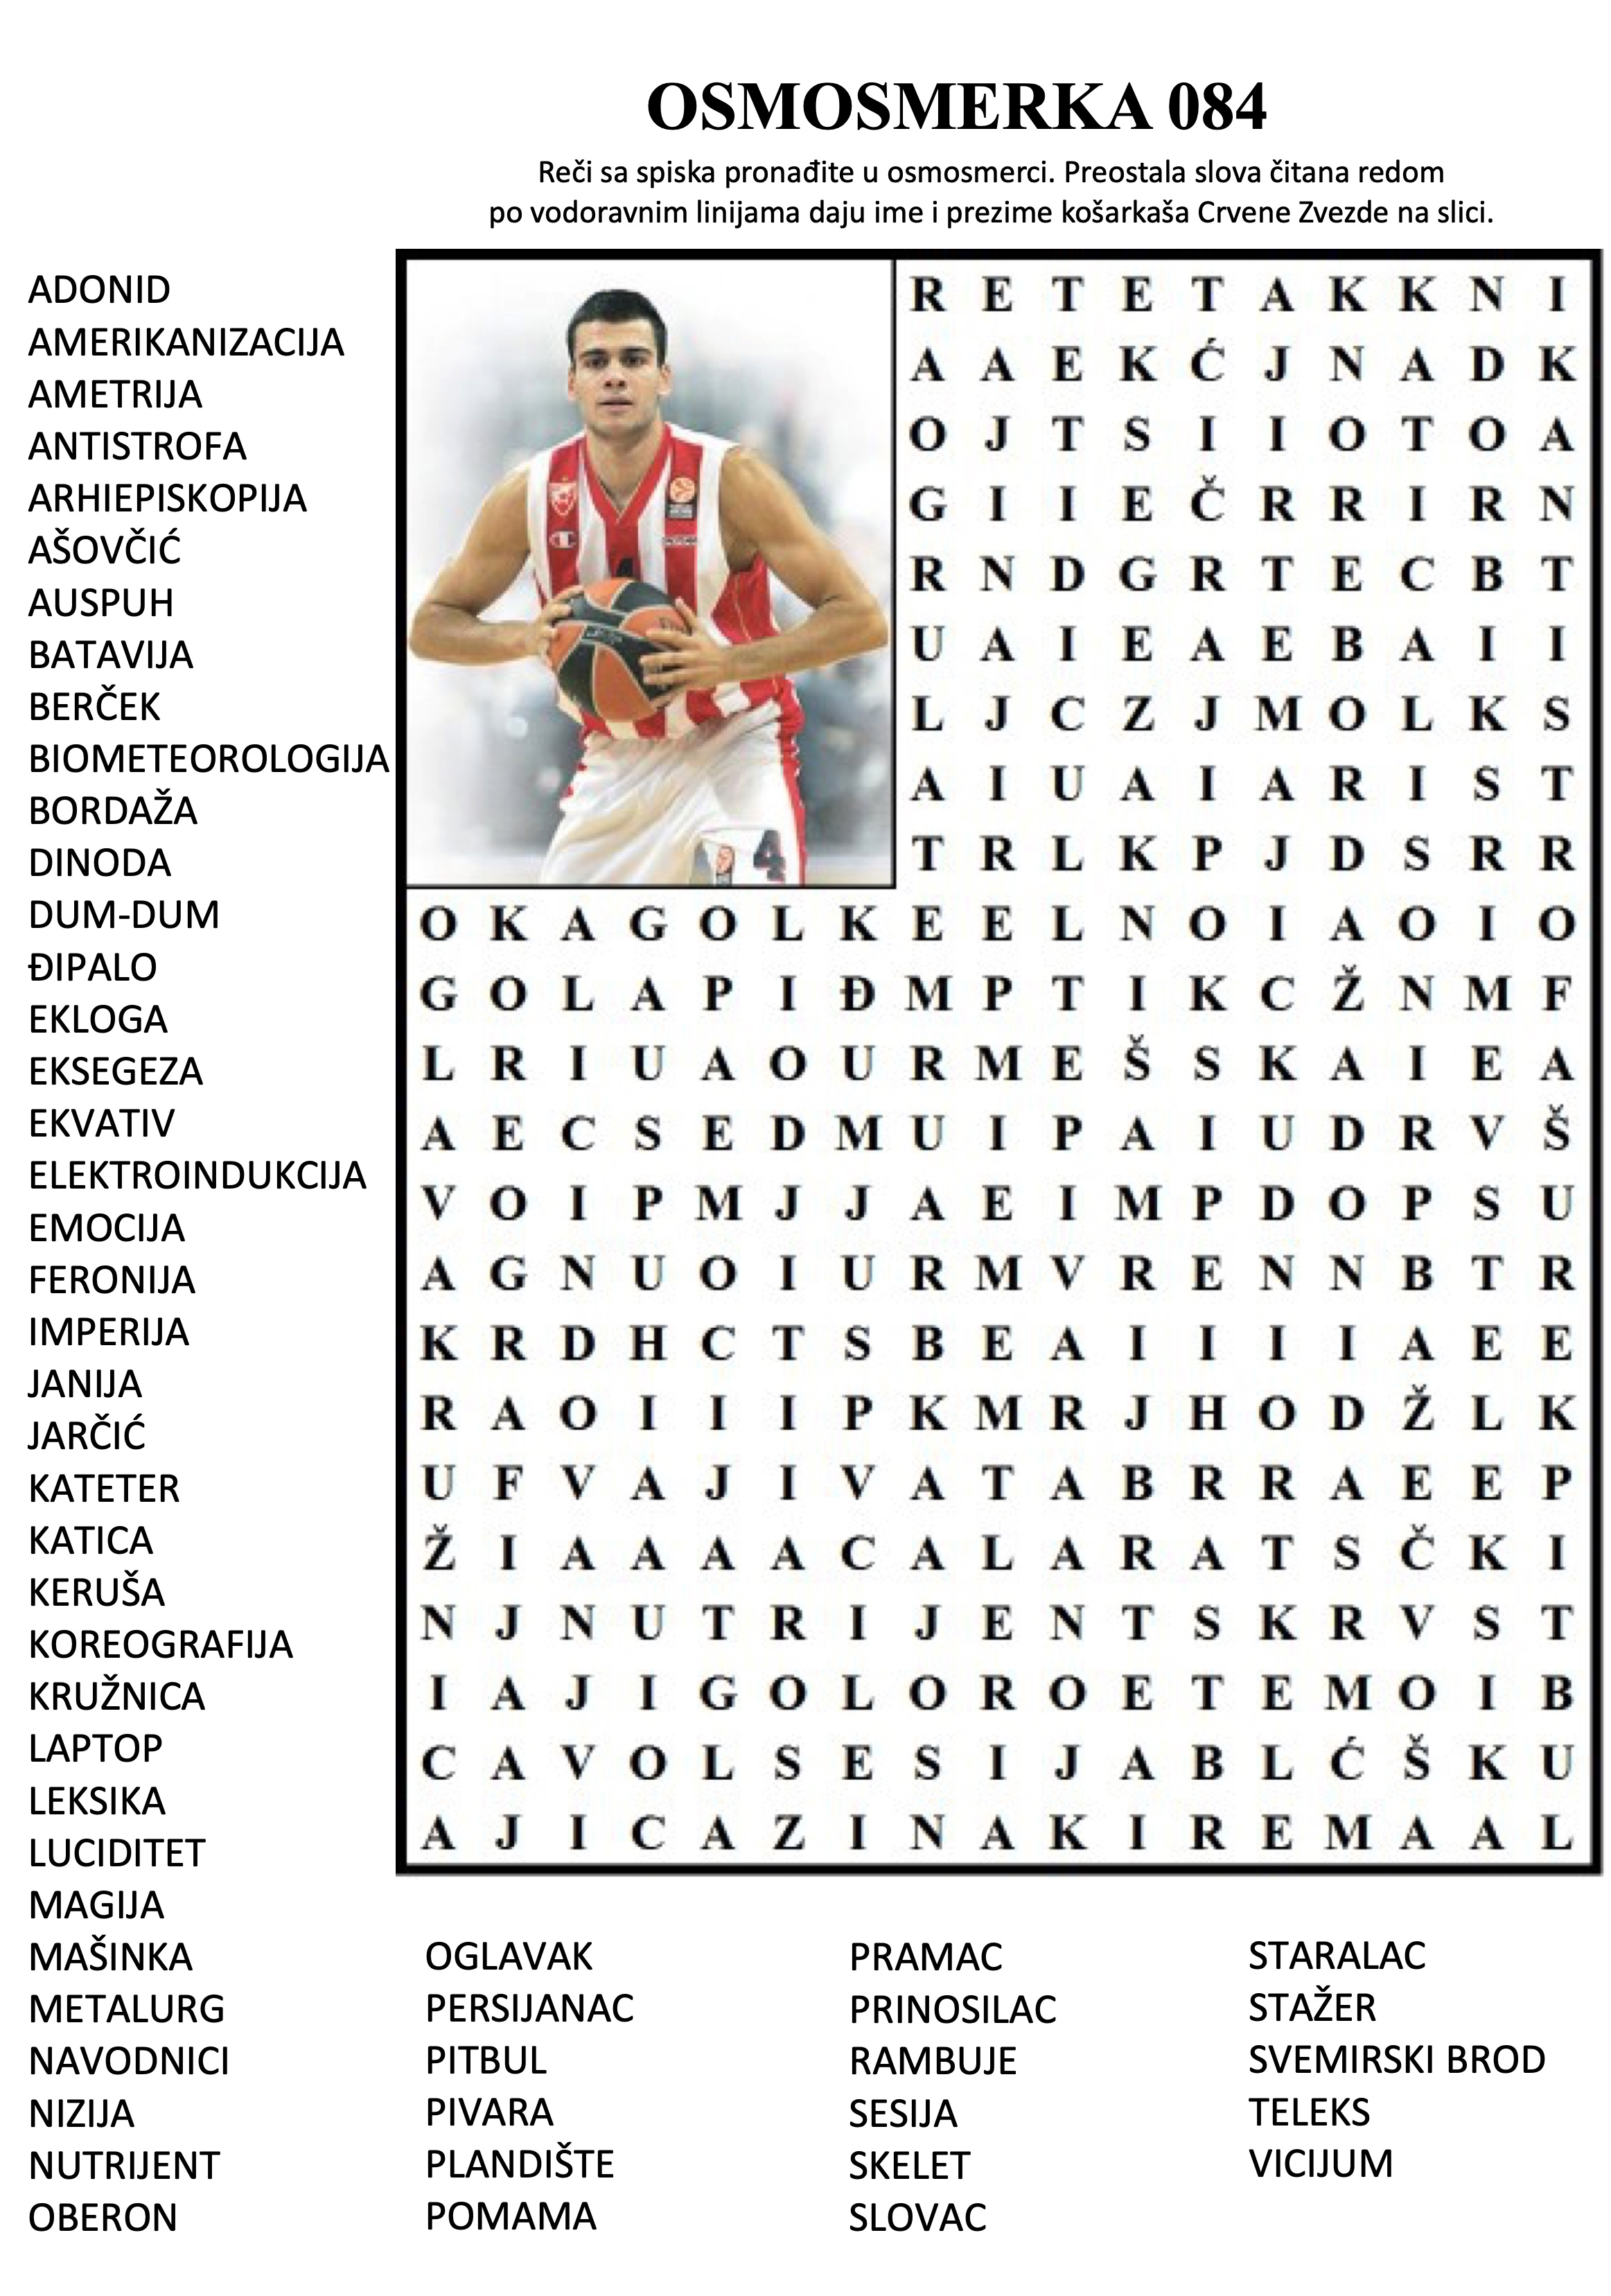 OSMOSMERKA 084
Reči sa spiska pronađite u osmosmerci. Preostala slova čitana redom
po vodoravnim linijama daju ime i prezime košarkaša Crvene Zvezde na slici.
ADONID
AMERIKANIZACIJA
AMETRIJA
ANTISTROFA
ARHIEPISKOPIJA
AŠOVČIĆ
AUSPUH
BATAVIJA
BERČEK
BIOMETEOROLOGIJA
BORDAŽA
DINODA
DUM-DUM
ĐIPALO
EKLOGA
EKSEGEZA
EKVATIV
ELEKTROINDUKCIJA
EMOCIJA
FERONIJA
IMPERIJA
JANIJA
JARČIĆ
KATETER
KATICA
KERUŠA
KOREOGRAFIJA
KRUŽNICA
LAPTOP
LEKSIKA
LUCIDITET
MAGIJA
MAŠINKA
METALURG
NAVODNICI
NIZIJA
NUTRIJENT
OBERON
R E T E T A K K N I
A A E K Ć J N A D K
O J T S I I O T O A
G I I E Č R R I R N
R N D G R T E C B T
U A I E A E B A I I
L J C Z J M O L K S
A I U A I A R I S T
T R L K P J D S R R
O K A G O L K E E L N O I A O I O
G O L A P I Đ M P T I K C Ž N M F
L R I U A O U R M E Š S K A I E A
A E C S E D M U I P A I U D R V Š
V O I P M J J A E I M P D O P S U
A G N U O I U R M V R E N N B T R
K R D H C T S B E A I I I I A E E
R A O I I I P K M R J H O D Ž L K
U F V A J I V A T A B R R A E E P
Ž I A A A A C A L A R A T S Č K I
N J N U T R I J E N T S K R V S T
I A J I G O L O R O E T E M O I B
C A V O L S E S I J A B L Ć Š K U
A J I C A Z I N A K I R E M A A L
4
OGLAVAK
PERSIJANAC
PITBUL
PIVARA
PLANDIŠTE
POMAMA
PRAMAC
PRINOSILAC
RAMBUJE
SESIJA
SKELET
SLOVAC
STARALAC
STAŽER
SVEMIRSKI BROD
TELEKS
VICIJUM